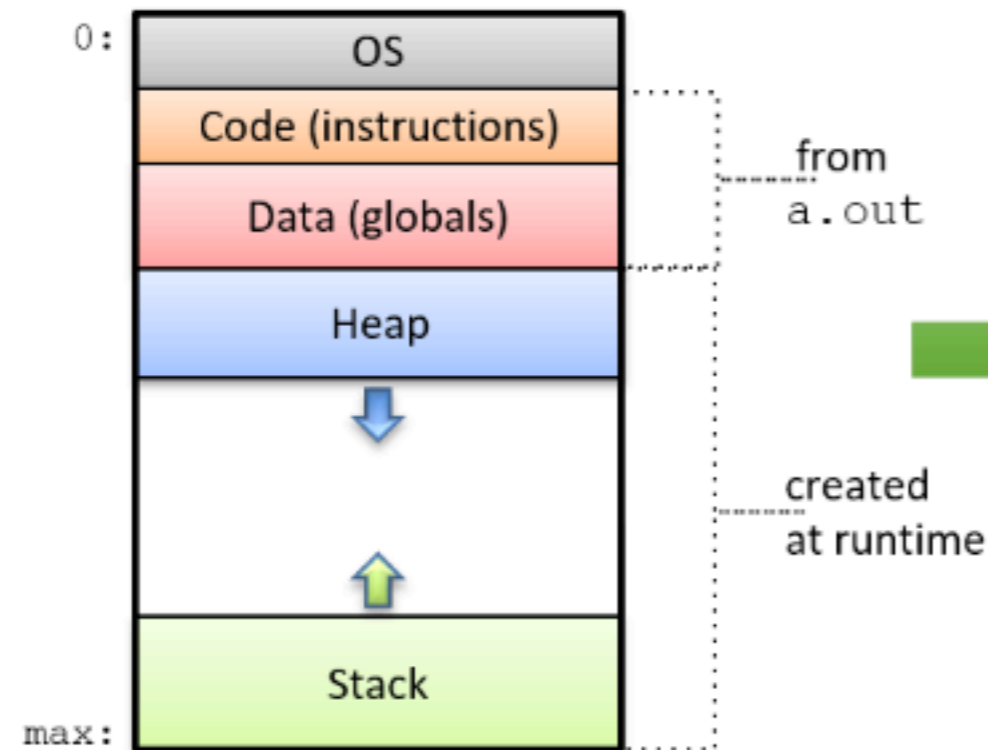 0:
OS
Code (instructions)
Data (globals)
Heap
Stack
max:
from
a.out
created
at runtime